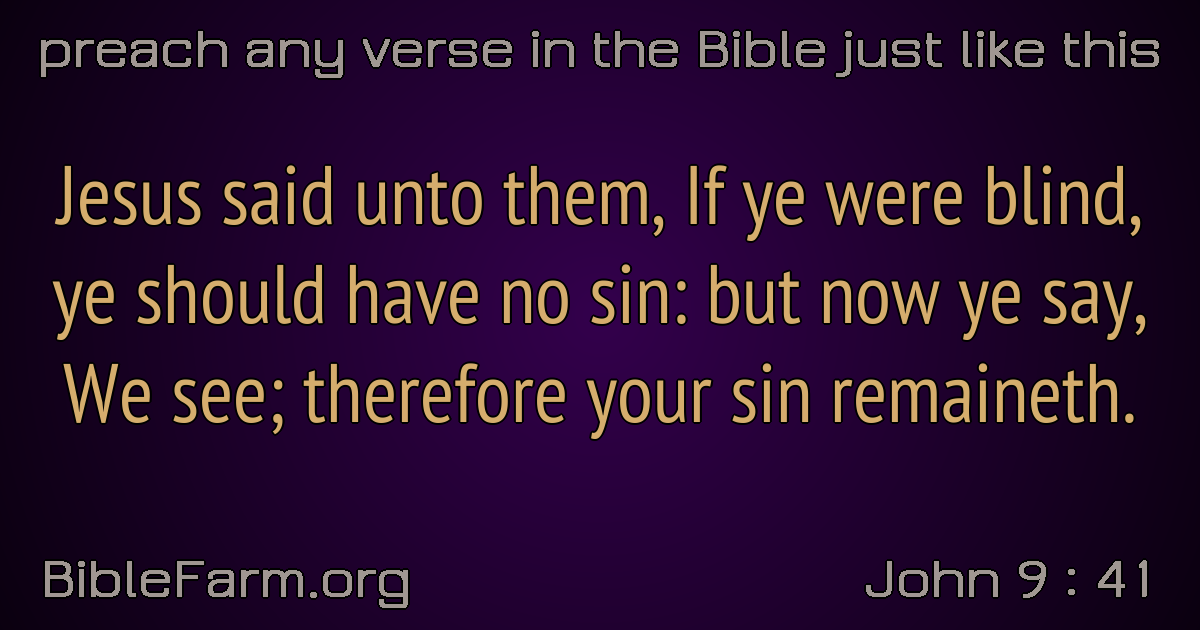 preach any verse in the Bible just like this
Jesus said unto them, If ye were blind,
ye should have no sin: but now ye say,
We see; therefore your sin remaineth.
BibleFarm.org
John 9 : 41